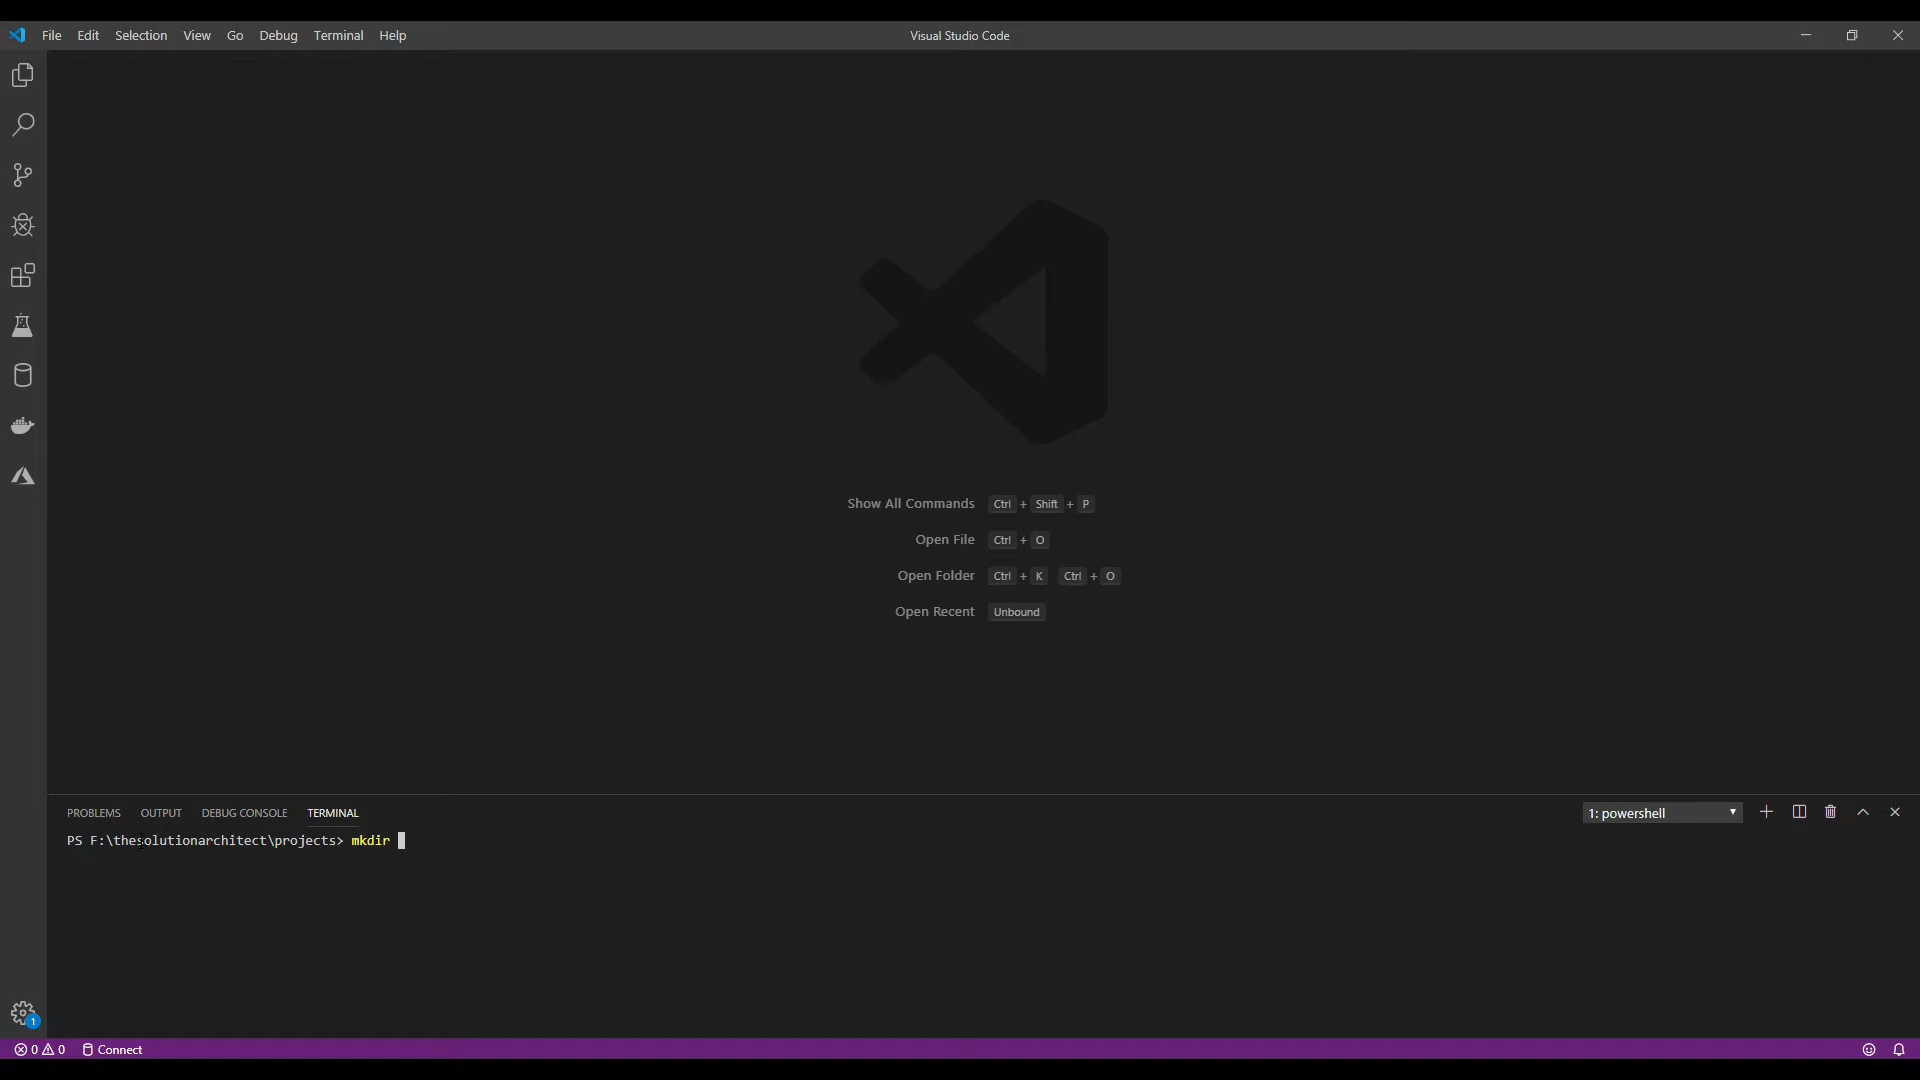 File Edit Selection View Go Debug Terminal Help
Visual Studio Code
Show All Commands Ctrl + Shift + P
Open File Ctrl + O
Open Folder Ctrl + K Ctrl + O
Open Recent Unbound
PROBLEMS OUTPUT DEBUG CONSOLE TERMINAL
1: powershell
PS F:\thesolutionarchitect\projects> mkdir
1
0 0 Connect